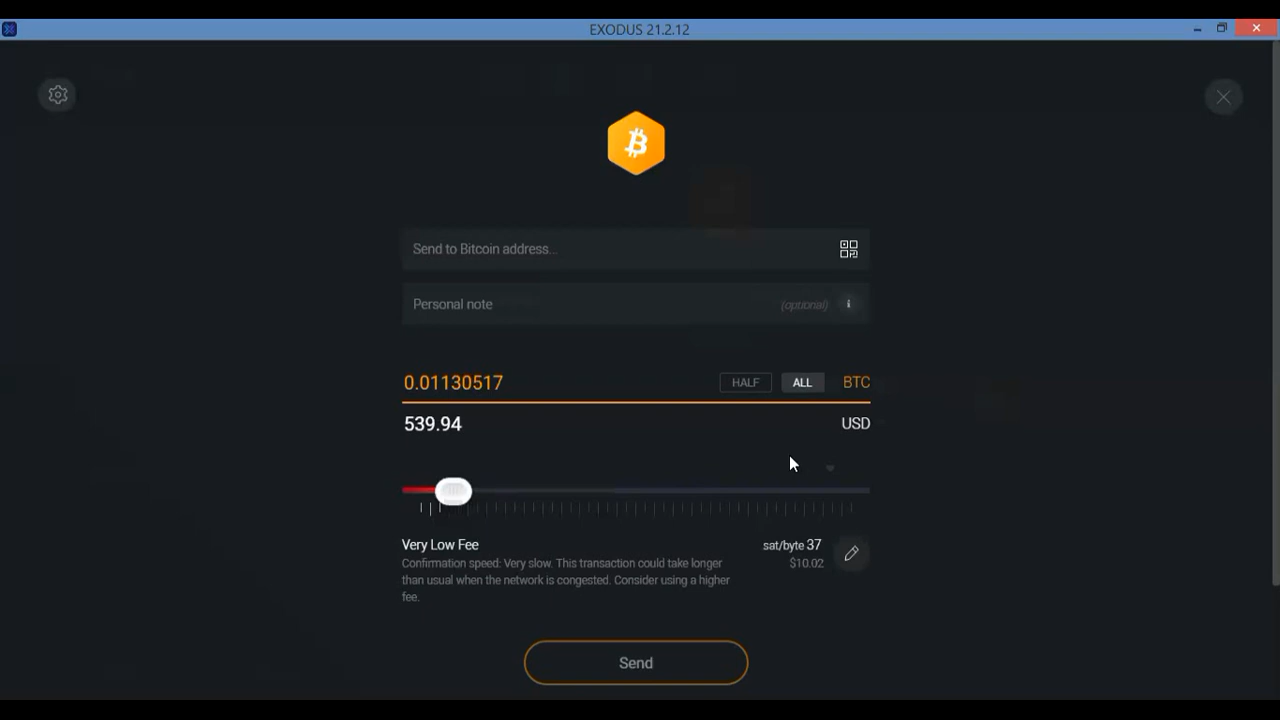 EXODUS 21.2.12
Send to Bitcoin address...
Personal note (optional) i
0.01130517 HALF ALL BTC
539.94 USD
Very Low Fee sat/byte 37
Confirmation speed: Very slow. This transaction could take longer $10.02
than usual when the network is congested. Consider using a higher
fee.
Send